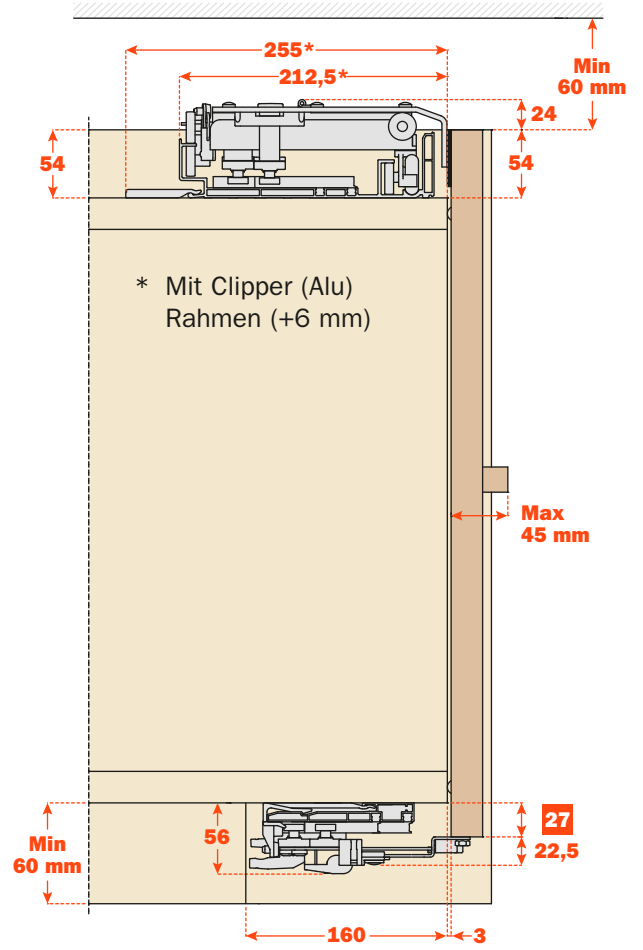 255*
212,5*
Min
60 mm
24
54
54
* Mit Clipper (Alu)
Rahmen (+6 mm)
Max
45 mm
27
Min
60 mm
56
22,5
160
3